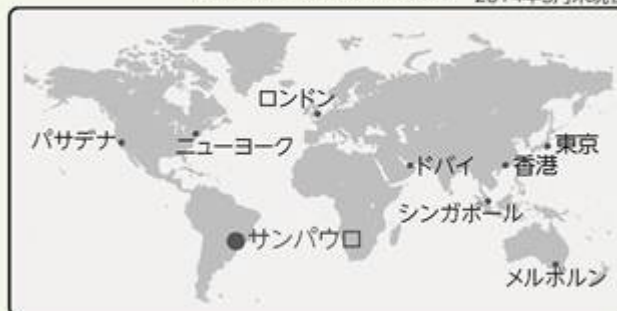 ロンドン
パサデナ
ニューヨーク
東京
ドバイ
香港
シンガポール
サンパウロ
メルボルン